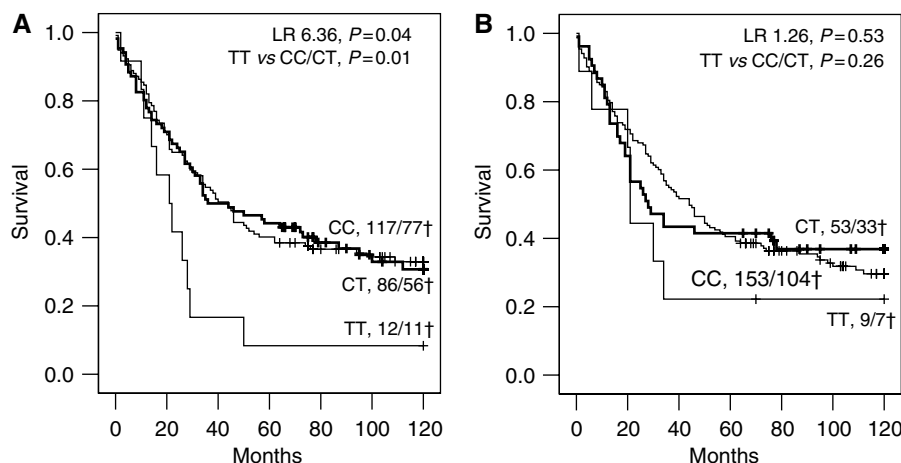 A
LR 6.36, P=0.04
TT vs CC/CT, P=0.01
1.0
0.8
0.6
0.4
0.2
0.0
Survival
CC, 117/77†
CT, 86/56†
TT, 12/11†
0 20 40 60 80 100 120
Months
B
LR 1.26, P=0.53
TT vs CC/CT, P=0.26
1.0
0.8
0.6
0.4
0.2
0.0
Survival
CT, 53/33†
CC, 153/104†
TT, 9/7†
0 20 40 60 80 100 120
Months